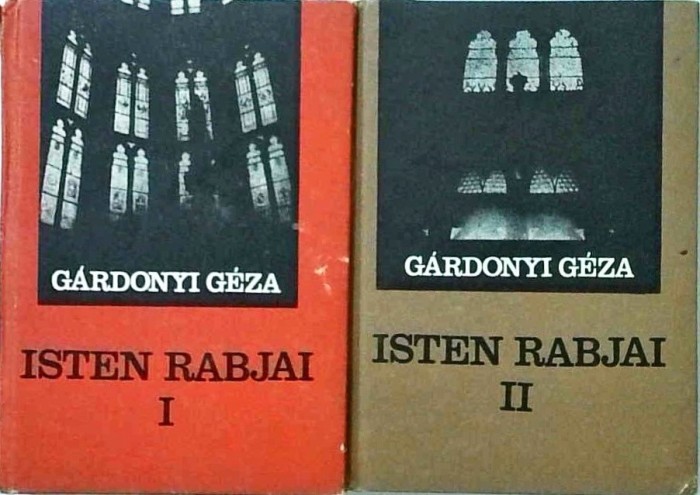 GÁRDONYI GÉZA
ISTEN RABJAI
I
GÁRDONYI GÉZA
ISTEN RABJAI
II